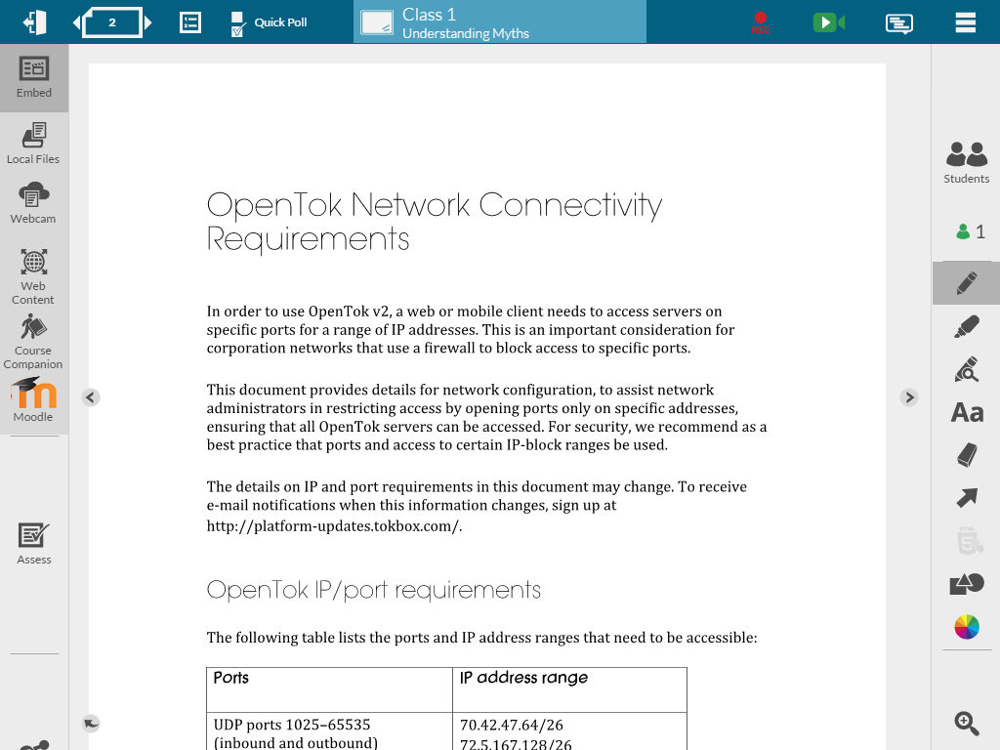 2
Quick Poll
Class 1
Understanding Myths
REC
Embed
Local Files
Webcam
Web
Content
Course
Companion
Moodle
Assess
OpenTok Network Connectivity
Requirements
In order to use OpenTok v2, a web or mobile client needs to access servers on
specific ports for a range of IP addresses. This is an important consideration for
corporation networks that use a firewall to block access to specific ports.
This document provides details for network configuration, to assist network
administrators in restricting access by opening ports only on specific addresses,
ensuring that all OpenTok servers can be accessed. For security, we recommend as a
best practice that ports and access to certain IP-block ranges be used.
The details on IP and port requirements in this document may change. To receive
e-mail notifications when this information changes, sign up at
http://platform-updates.tokbox.com/.
OpenTok IP/port requirements
The following table lists the ports and IP address ranges that need to be accessible:
Ports
IP address range
UDP ports 1025–65535
(inbound and outbound)
70.42.47.64/26
72.5.167.128/26
Students
1
Aa
HTML
5